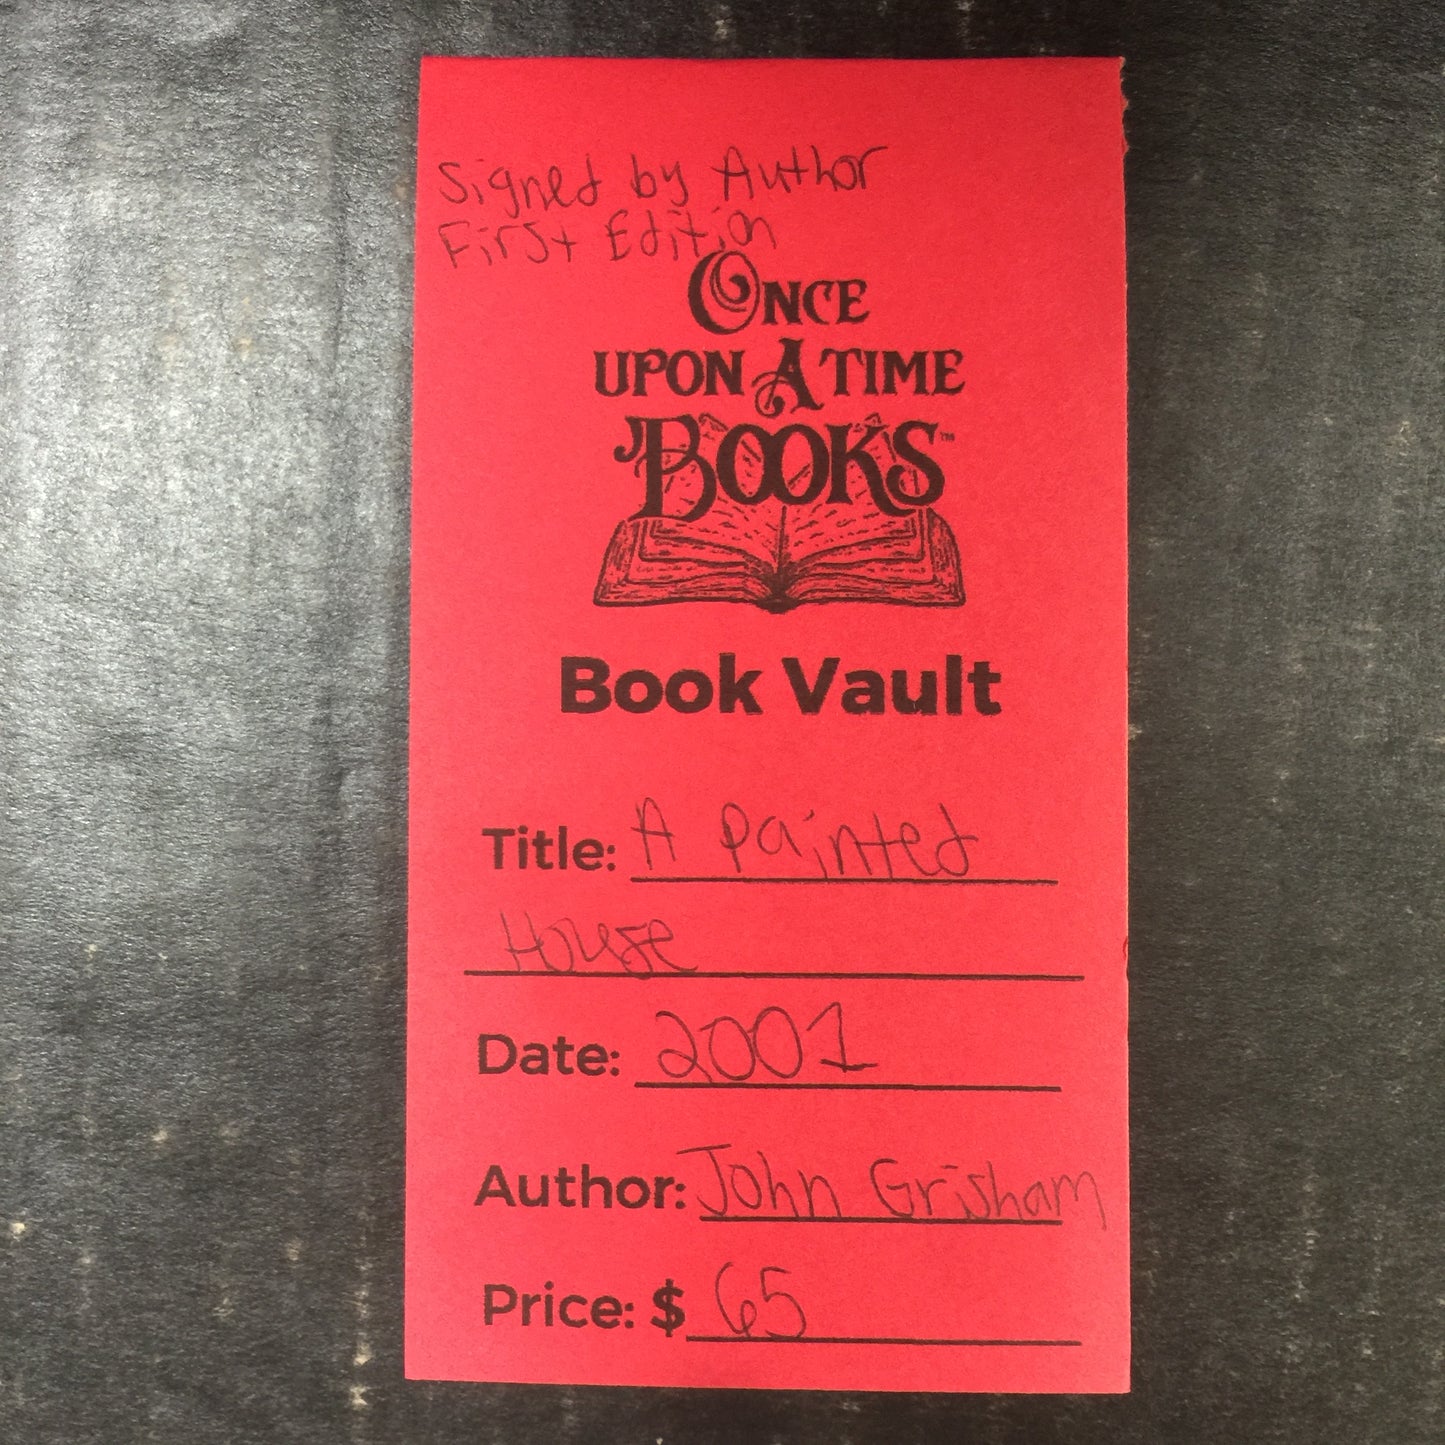 Signed by Author
First Edition
ONCE
UPON A TIME
BOOKS™
Book Vault
Title: A Painted
House
Date: 2001
Author: John Grisham
Price: $ 65